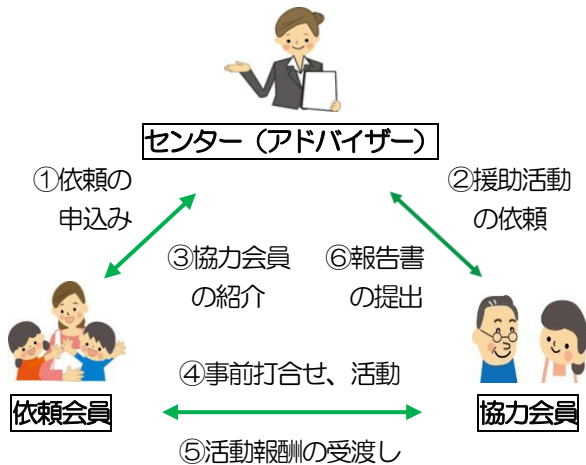 センター（アドバイザー）
①依頼の
申込み
②援助活動
の依頼
③協力会員
の紹介
⑥報告書
の提出
④事前打合せ、活動
依頼会員
協力会員
⑤活動報酬の受渡し